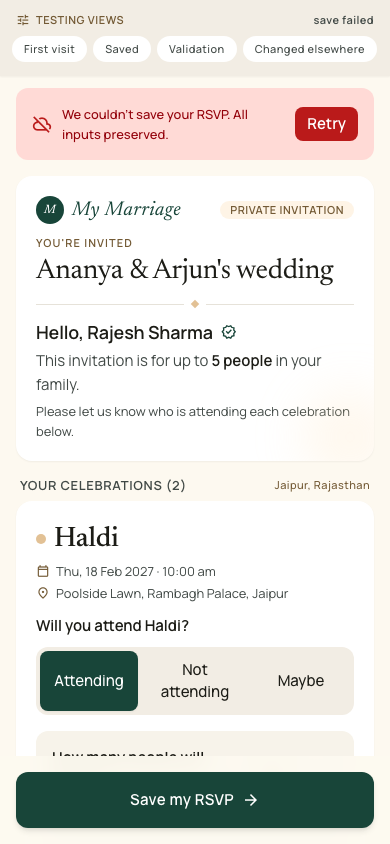 TESTING VIEWS
save failed
First visit
Saved
Validation
Changed elsewhere
We couldn't save your RSVP. All
inputs preserved.
Retry
M
My Marriage
PRIVATE INVITATION
YOU'RE INVITED
Ananya & Arjun's wedding
Hello, Rajesh Sharma
This invitation is for up to 5 people in your
family.
Please let us know who is attending each celebration
below.
YOUR CELEBRATIONS (2)
Jaipur, Rajasthan
Haldi
Thu, 18 Feb 2027 · 10:00 am
Poolside Lawn, Rambagh Palace, Jaipur
Will you attend Haldi?
Attending
Not
attending
Maybe
How many people will
Save my RSVP →